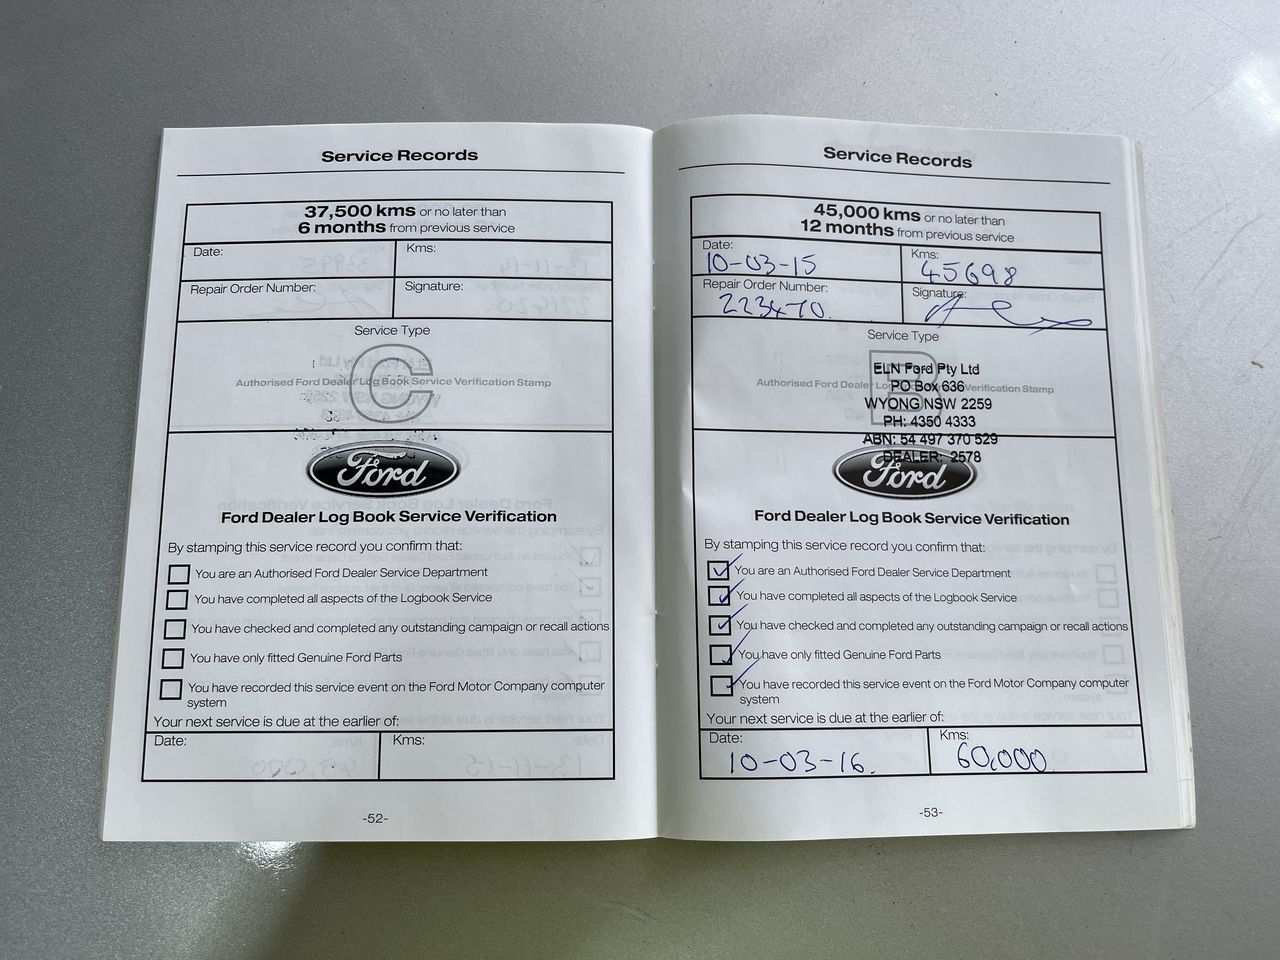 Service Records
37,500 kms or no later than
6 months from previous service
Date:
Kms:
Repair Order Number:
Signature:
Service Type
C
Authorised Ford Dealer Log Book Service Verification Stamp
Ford
Ford Dealer Log Book Service Verification
By stamping this service record you confirm that:
You are an Authorised Ford Dealer Service Department
You have completed all aspects of the Logbook Service
You have checked and completed any outstanding campaign or recall actions
You have only fitted Genuine Ford Parts
You have recorded this service event on the Ford Motor Company computer
system
Your next service is due at the earlier of:
Date:
Kms:
-52-
Service Records
45,000 kms or no later than
12 months from previous service
Date:
10-03-15
Kms:
45698
Repair Order Number:
223470.
Signature:
Service Type
B
Authorised Ford Dealer Log Book Service Verification Stamp
ELN Ford Pty Ltd
PO Box 636
WYONG NSW 2259
PH: 4350 4333
ABN: 54 497 370 529
DEALER: 2578
Ford
Ford Dealer Log Book Service Verification
By stamping this service record you confirm that:
You are an Authorised Ford Dealer Service Department
You have completed all aspects of the Logbook Service
You have checked and completed any outstanding campaign or recall actions
You have only fitted Genuine Ford Parts
You have recorded this service event on the Ford Motor Company computer
system
Your next service is due at the earlier of:
Date:
10-03-16.
Kms:
60,000
-53-